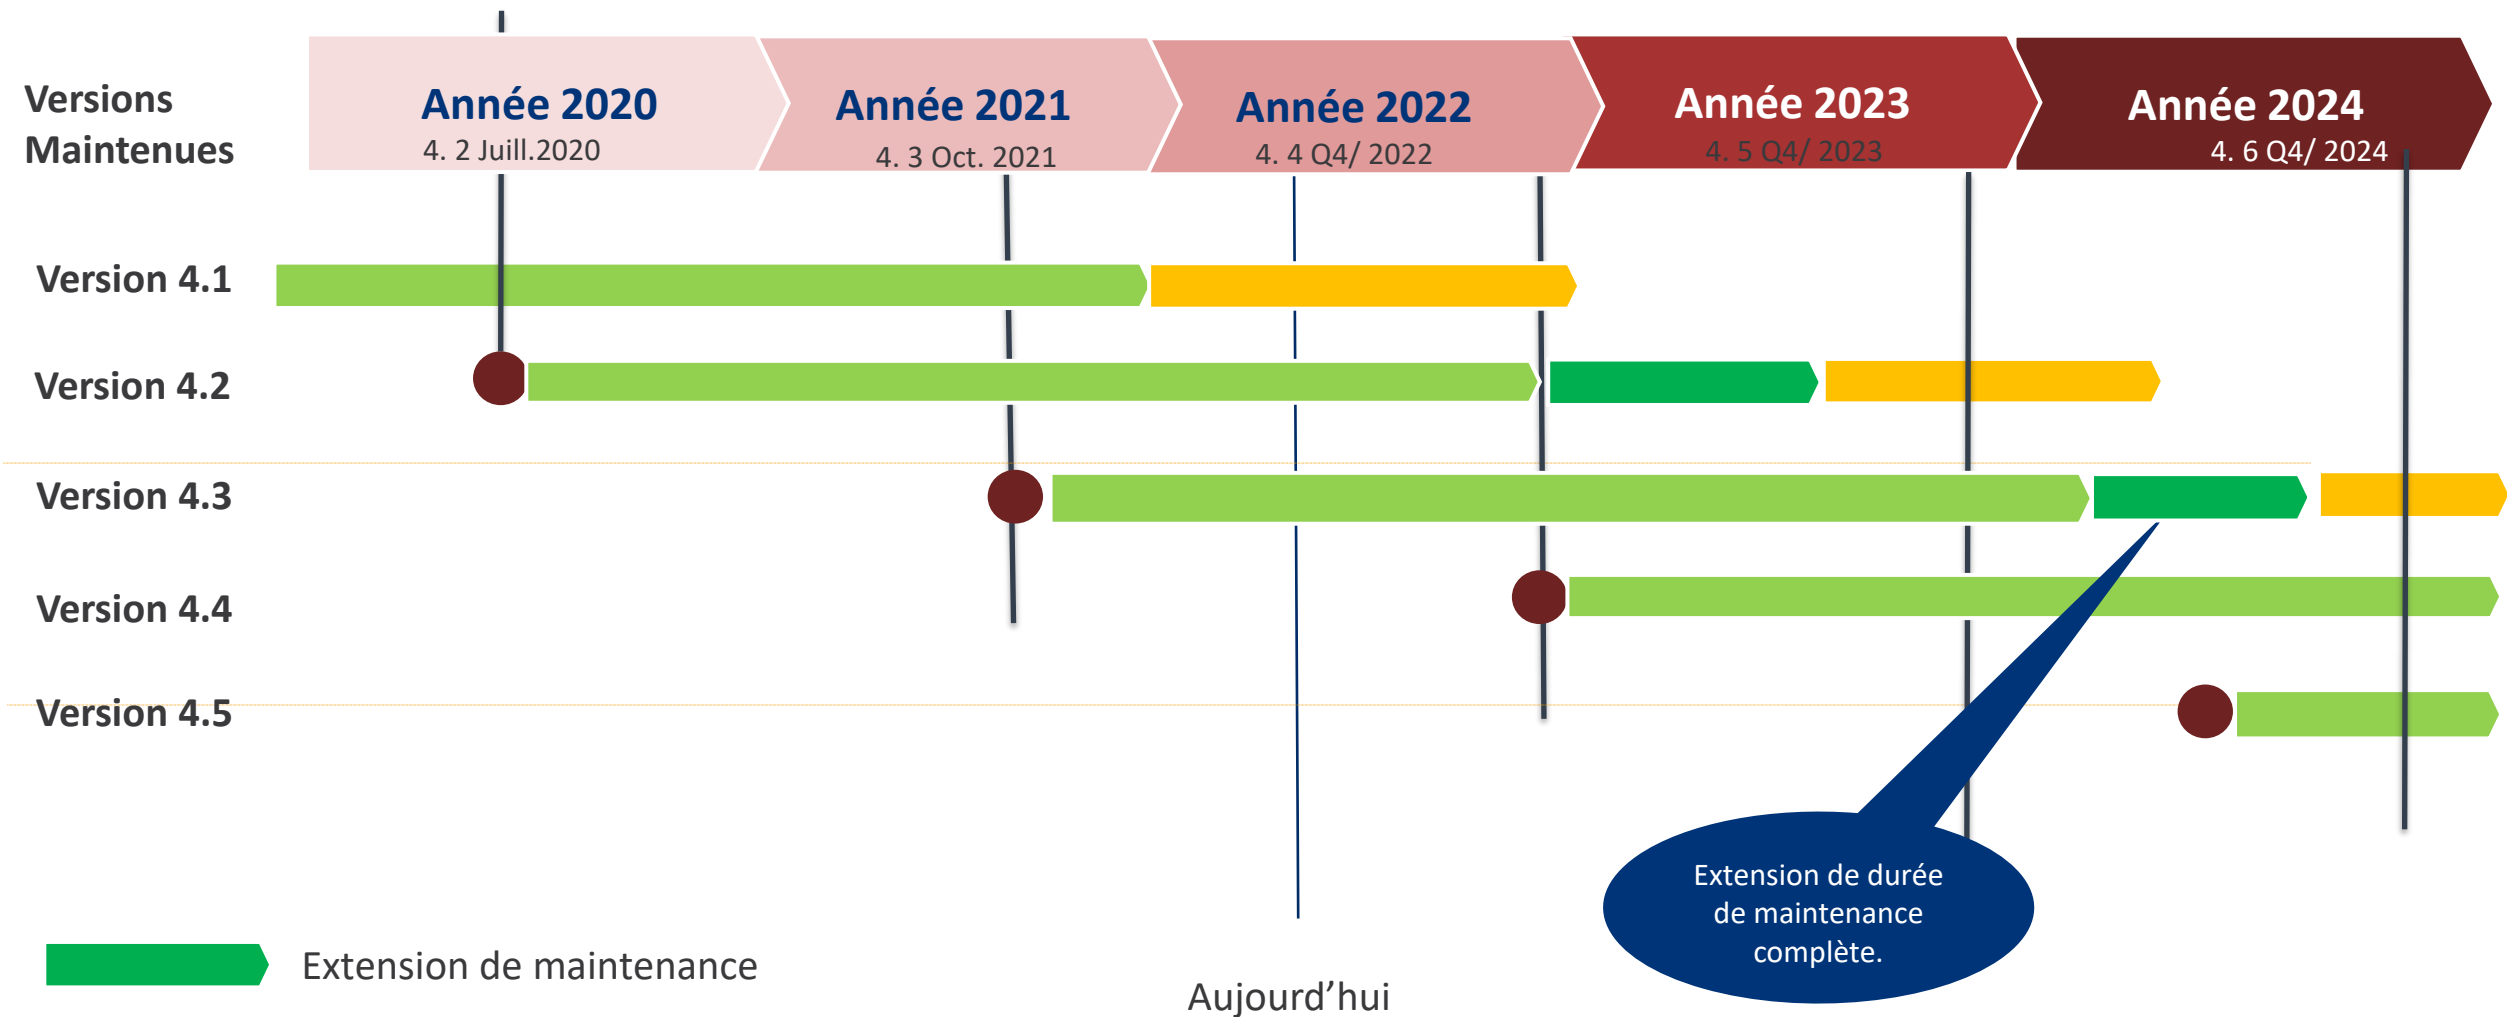 Versions
Maintenues
Année 2020
4. 2 Juill.2020
Année 2021
4. 3 Oct. 2021
Année 2022
4. 4 Q4/ 2022
Année 2023
4. 5 Q4/ 2023
Année 2024
4. 6 Q4/ 2024
Version 4.1
Version 4.2
Version 4.3
Version 4.4
Version 4.5
Extension de durée
de maintenance
complète.
Extension de maintenance
Aujourd’hui